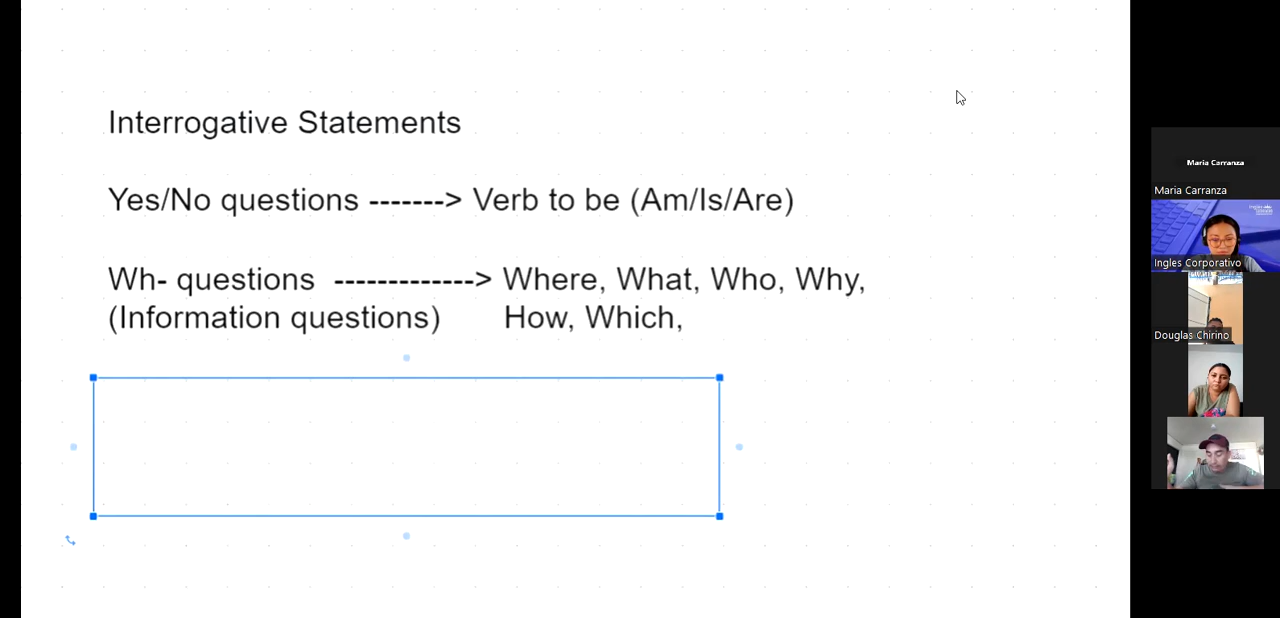 Interrogative Statements
Yes/No questions -------> Verb to be (Am/Is/Are)
Wh- questions -------------> Where, What, Who, Why,
(Information questions) How, Which,
Maria Carranza
Maria Carranza
Ingles Corporativo
Douglas Chirino